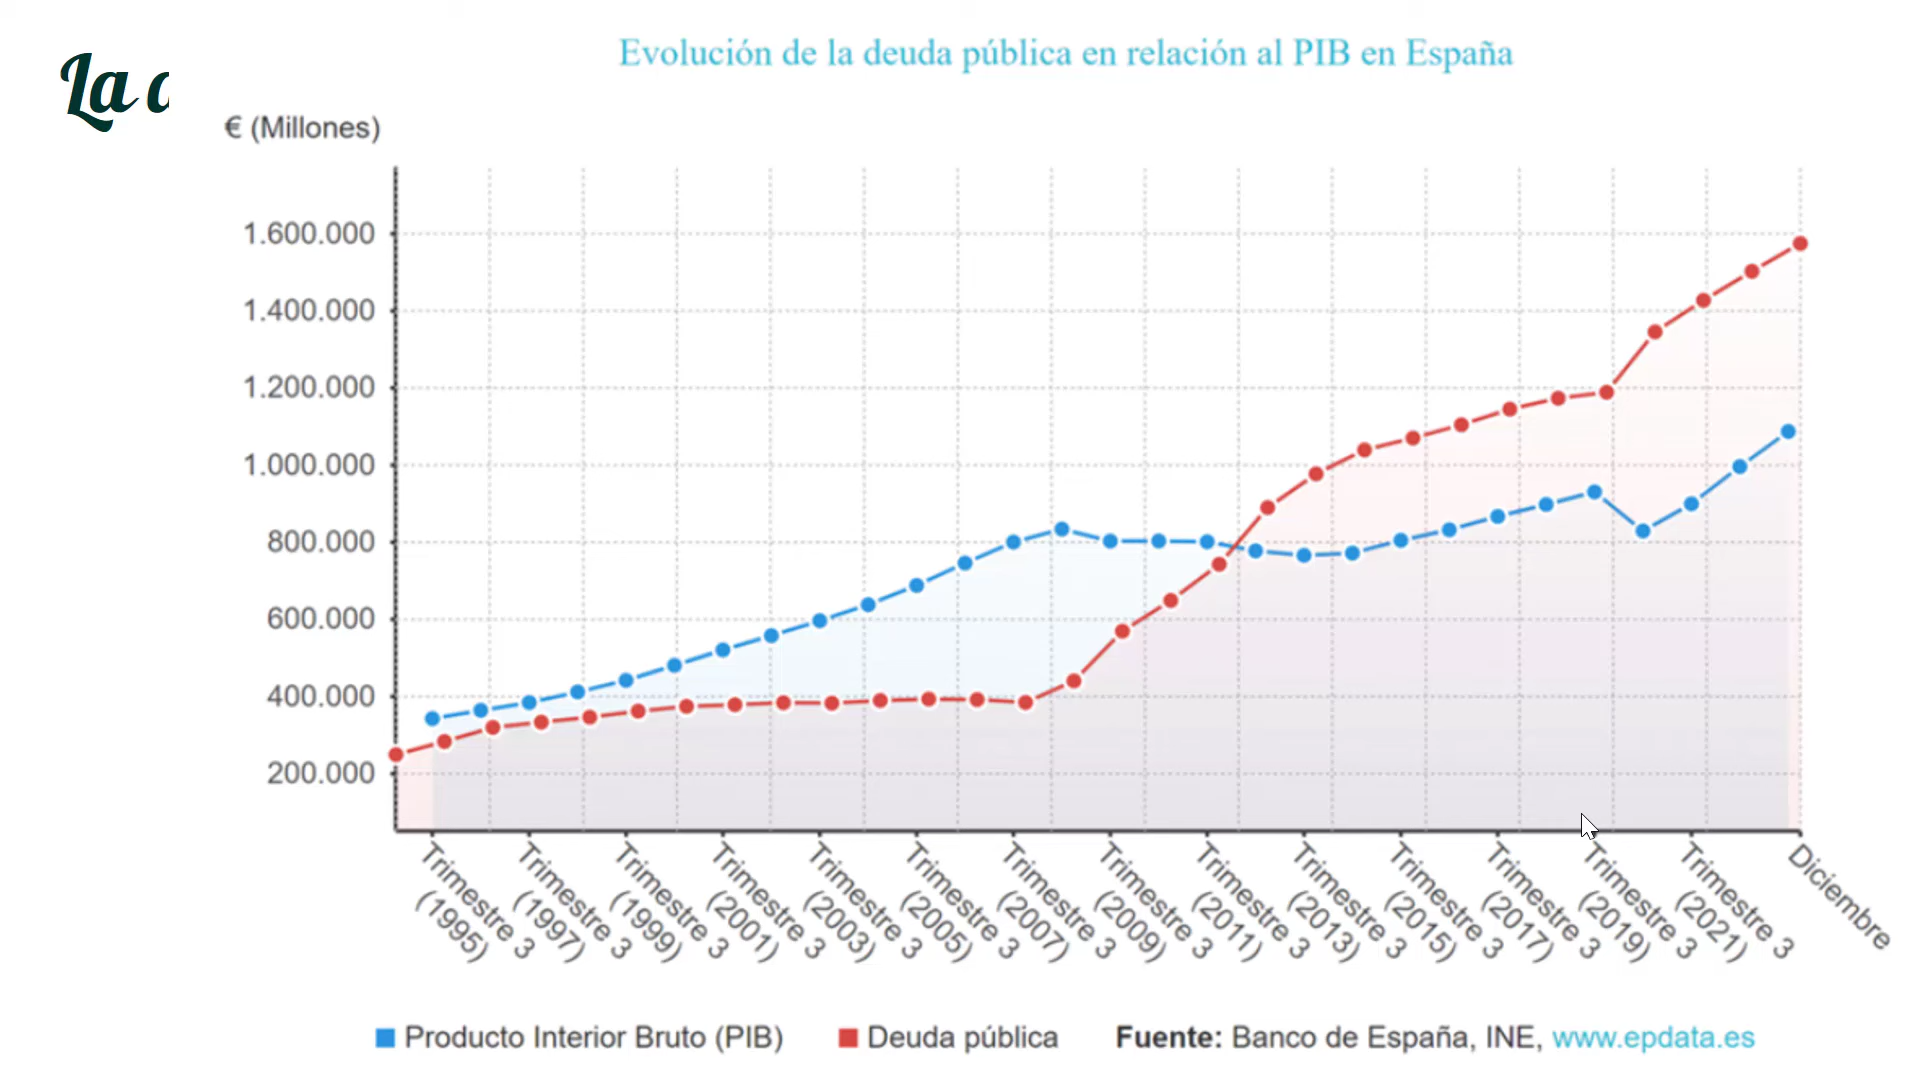 Evolución de la deuda pública en relación al PIB en España
La
€ (Millones)
1.600.000
1.400.000
1.200.000
1.000.000
800.000
600.000
400.000
200.000
Trimestre 3
(1995)
Trimestre 3
(1997)
Trimestre 3
(1999)
Trimestre 3
(2001)
Trimestre 3
(2003)
Trimestre 3
(2005)
Trimestre 3
(2007)
Trimestre 3
(2009)
Trimestre 3
(2011)
Trimestre 3
(2013)
Trimestre 3
(2015)
Trimestre 3
(2017)
Trimestre 3
(2019)
Trimestre 3
(2021)
Diciembre
Producto Interior Bruto (PIB) Deuda pública Fuente: Banco de España, INE, www.epdata.es